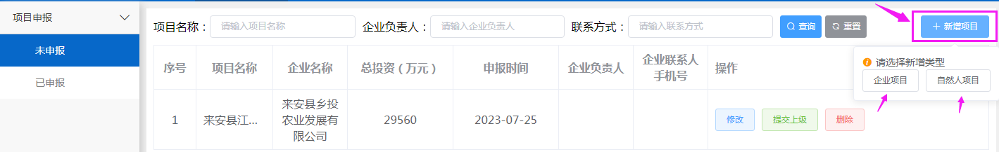 项目申报
未申报
已申报
项目名称： 请输入项目名称 企业负责人： 请输入企业负责人 联系方式： 请输入联系方式 查询 重置 + 新增项目
请选择新增类型
企业项目 自然人项目
序号 项目名称 企业名称 总投资（万元） 申报时间 企业负责人 企业联系人
手机号 操作
1 来安县江... 来安县乡投
农业发展有
限公司 29560 2023-07-25 修改 提交上级 删除